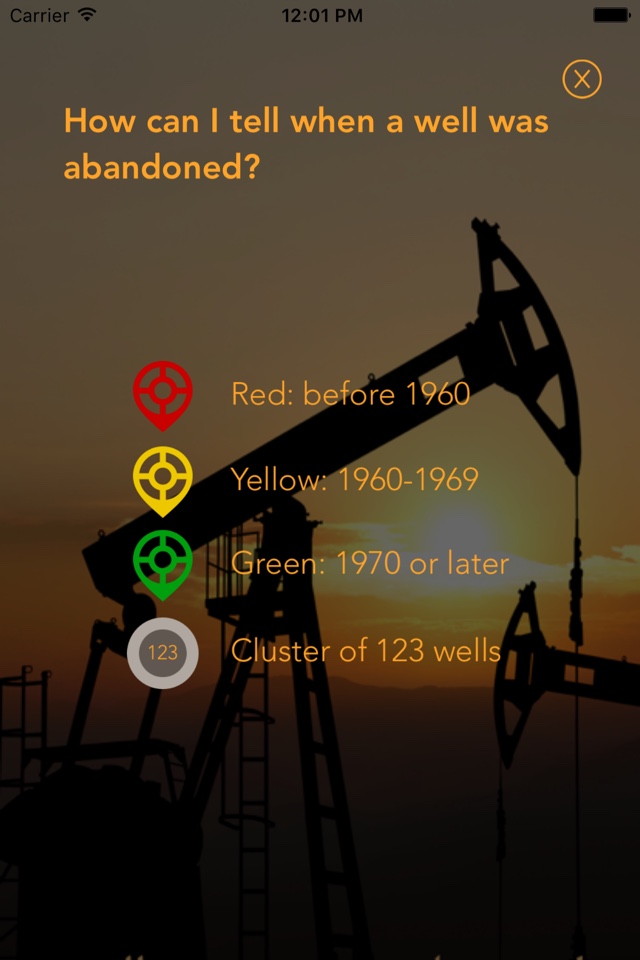 Carrier 12:01 PM
X
How can I tell when a well was
abandoned?
Red: before 1960
Yellow: 1960-1969
Green: 1970 or later
123 Cluster of 123 wells